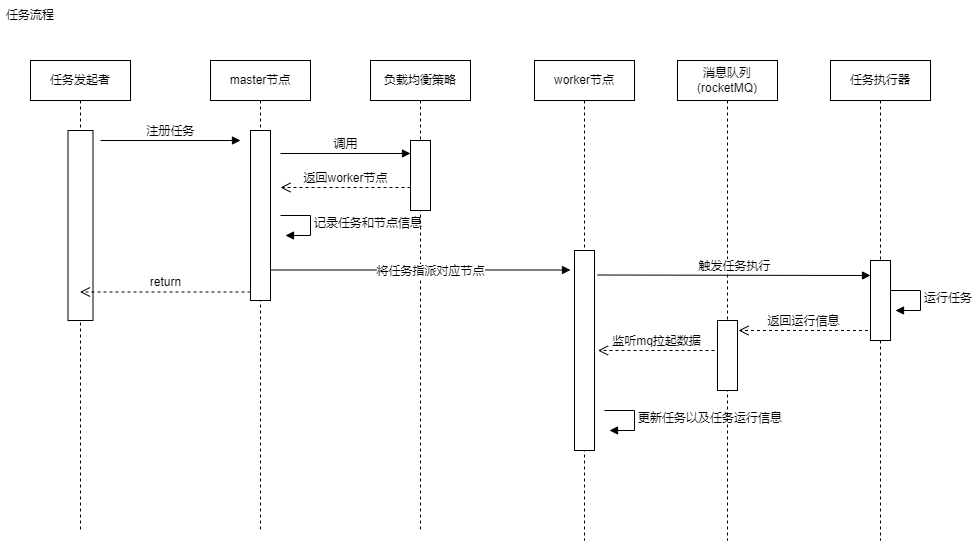 任务流程
任务发起者
master节点
负载均衡策略
worker节点
消息队列
(rocketMQ)
任务执行器
注册任务
调用
返回worker节点
记录任务和节点信息
将任务指派对应节点
触发任务执行
return
运行任务
返回运行信息
监听mq拉起数据
更新任务以及任务运行信息